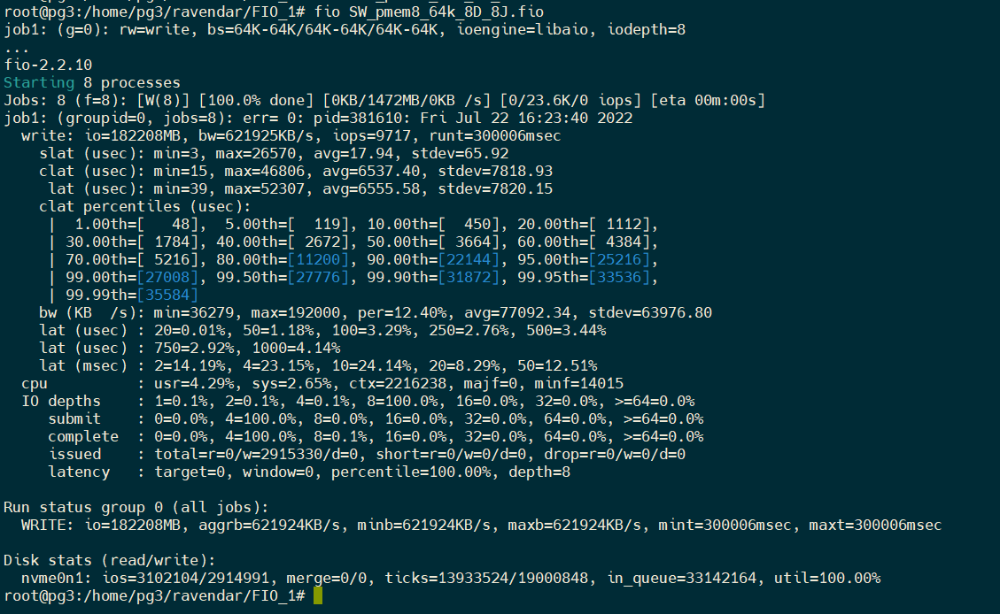 root@pg3:/home/pg3/ravendar/FIO_1# fio SW_pmem8_64k_8D_8J.fio
job1: (g=0): rw=write, bs=64K-64K/64K-64K/64K-64K, ioengine=libaio, iodepth=8
...
fio-2.2.10
Starting 8 processes
Jobs: 8 (f=8): [W(8)] [100.0% done] [0KB/1472MB/0KB /s] [0/23.6K/0 iops] [eta 00m:00s]
job1: (groupid=0, jobs=8): err= 0: pid=381610: Fri Jul 22 16:23:40 2022
  write: io=182208MB, bw=621925KB/s, iops=9717, runt=300006msec
    slat (usec): min=3, max=26570, avg=17.94, stdev=65.92
    clat (usec): min=15, max=46806, avg=6537.40, stdev=7818.93
     lat (usec): min=39, max=52307, avg=6555.58, stdev=7820.15
    clat percentiles (usec):
     |  1.00th=[   48],  5.00th=[  119], 10.00th=[  450], 20.00th=[ 1112],
     | 30.00th=[ 1784], 40.00th=[ 2672], 50.00th=[ 3664], 60.00th=[ 4384],
     | 70.00th=[ 5216], 80.00th=[11200], 90.00th=[22144], 95.00th=[25216],
     | 99.00th=[27008], 99.50th=[27776], 99.90th=[31872], 99.95th=[33536],
     | 99.99th=[35584]
    bw (KB  /s): min=36279, max=192000, per=12.40%, avg=77092.34, stdev=63976.80
    lat (usec) : 20=0.01%, 50=1.18%, 100=3.29%, 250=2.76%, 500=3.44%
    lat (usec) : 750=2.92%, 1000=4.14%
    lat (msec) : 2=14.19%, 4=23.15%, 10=24.14%, 20=8.29%, 50=12.51%
  cpu          : usr=4.29%, sys=2.65%, ctx=2216238, majf=0, minf=14015
  IO depths    : 1=0.1%, 2=0.1%, 4=0.1%, 8=100.0%, 16=0.0%, 32=0.0%, >=64=0.0%
     submit    : 0=0.0%, 4=100.0%, 8=0.0%, 16=0.0%, 32=0.0%, 64=0.0%, >=64=0.0%
     complete  : 0=0.0%, 4=100.0%, 8=0.1%, 16=0.0%, 32=0.0%, 64=0.0%, >=64=0.0%
     issued    : total=r=0/w=2915330/d=0, short=r=0/w=0/d=0, drop=r=0/w=0/d=0
     latency   : target=0, window=0, percentile=100.00%, depth=8

Run status group 0 (all jobs):
  WRITE: io=182208MB, aggrb=621924KB/s, minb=621924KB/s, maxb=621924KB/s, mint=300006msec, maxt=300006msec

Disk stats (read/write):
  nvme0n1: ios=3102104/2914991, merge=0/0, ticks=13933524/19000848, in_queue=33142164, util=100.00%
root@pg3:/home/pg3/ravendar/FIO_1#